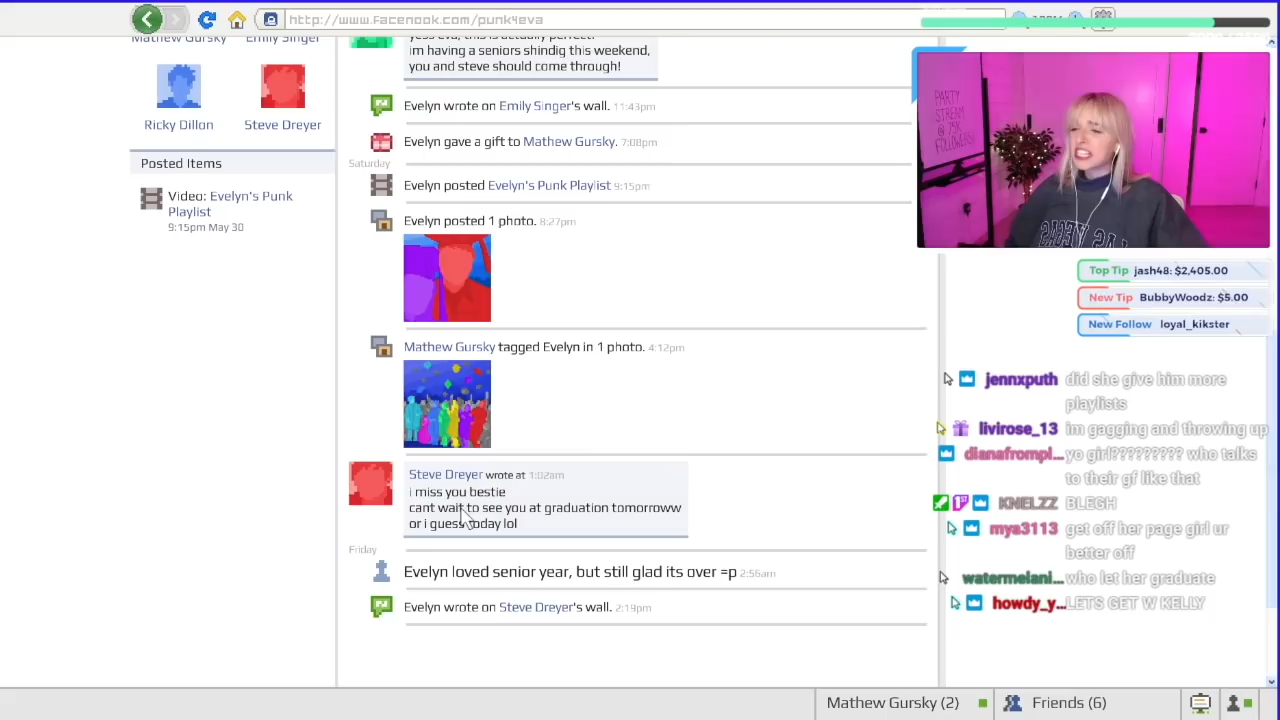 http://www.facenook.com/punk4eva
Mathew Gursky
Emily Singer
Ricky Dillon
Steve Dreyer
Posted Items
Video: Evelyn's Punk
Playlist
9:15pm May 30
im having a seniors shindig this weekend,
you and steve should come through!
Evelyn wrote on Emily Singer's wall. 11:43pm
Evelyn gave a gift to Mathew Gursky. 7:08pm
Saturday
Evelyn posted Evelyn's Punk Playlist 9:15pm
Evelyn posted 1 photo. 8:27pm
Mathew Gursky tagged Evelyn in 1 photo. 4:12pm
Steve Dreyer wrote at 1:02am
i miss you bestie
cant wait to see you at graduation tomorroww
or i guess today lol
Friday
Evelyn loved senior year, but still glad its over =p 2:56am
Evelyn wrote on Steve Dreyer's wall. 2:19pm
PARTY
STREAM
@ 75K
FOLLOWERS!
Top Tip jash48: $2,405.00
New Tip BubbyWoodz: $5.00
New Follow loyal_kikster
jennxputh did she give him more
playlists
livirose_13 im gagging and throwing up
dianafrompl... yo girl????????? who talks
to their gf like that
KNELZZ BLEGH
mya3113 get off her page girl ur
better off
watermelani... who let her graduate
howdy_y... LETS GET W KELLY
Mathew Gursky (2)
Friends (6)